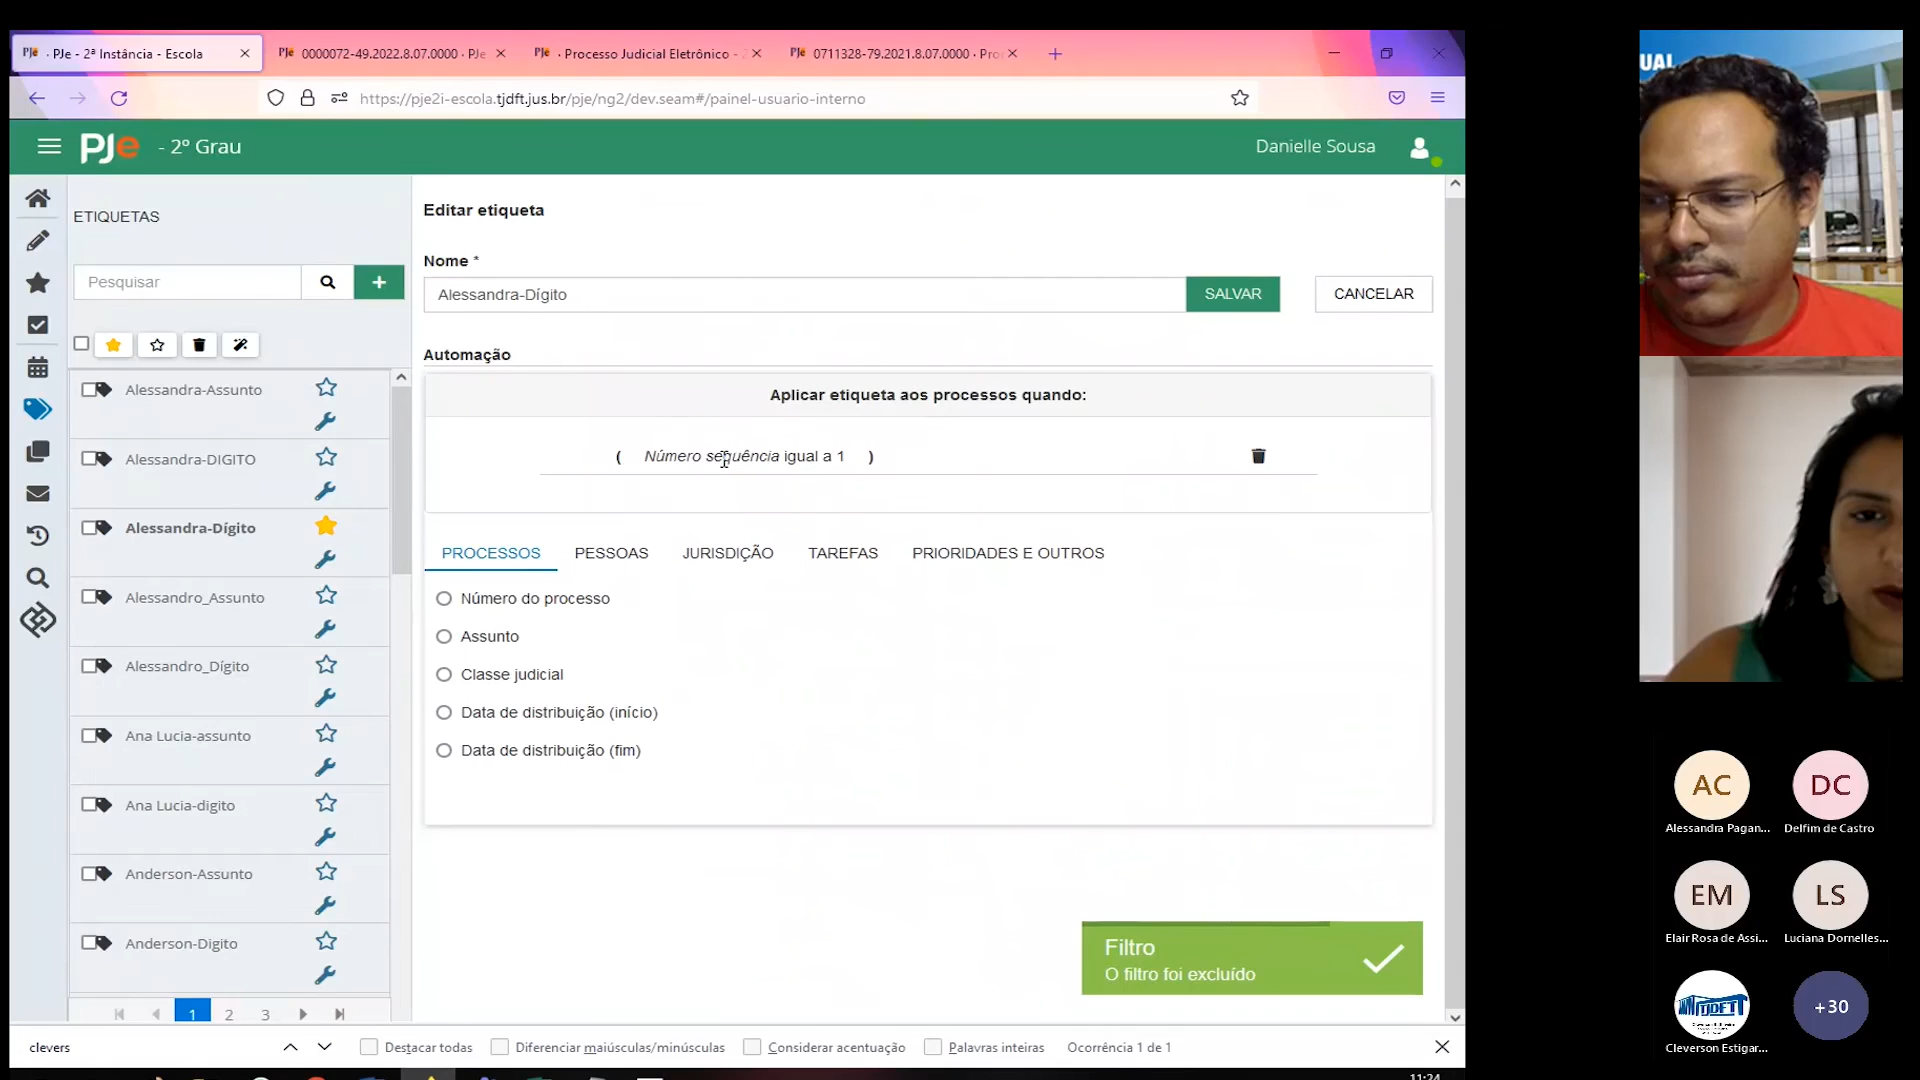 PJe - 2ª Instância - Escola
0000072-49.2022.8.07.0000 · PJe
· Processo Judicial Eletrônico - 2
0711328-79.2021.8.07.0000 · Pro
https://pje2i-escola.tjdft.jus.br/pje/ng2/dev.seam#/painel-usuario-interno
PJe - 2º Grau
Danielle Sousa
ETIQUETAS
Pesquisar
Alessandra-Assunto
Alessandra-DIGITO
Alessandra-Dígito
Alessandro_Assunto
Alessandro_Dígito
Ana Lucia-assunto
Ana Lucia-digito
Anderson-Assunto
Anderson-Digito
1 2 3
Editar etiqueta
Nome *
Alessandra-Dígito
SALVAR
CANCELAR
Automação
Aplicar etiqueta aos processos quando:
( Número sequência igual a 1 )
PROCESSOS PESSOAS JURISDIÇÃO TAREFAS PRIORIDADES E OUTROS
Número do processo
Assunto
Classe judicial
Data de distribuição (início)
Data de distribuição (fim)
Filtro
O filtro foi excluído
clevers
Destacar todas
Diferenciar maiúsculas/minúsculas
Considerar acentuação
Palavras inteiras
Ocorrência 1 de 1
11:24
UAL
AC
Alessandra Pagan...
DC
Delfim de Castro
EM
Elair Rosa de Assi...
LS
Luciana Dornelles...
TJDFT
Cleverson Estigar...
+30